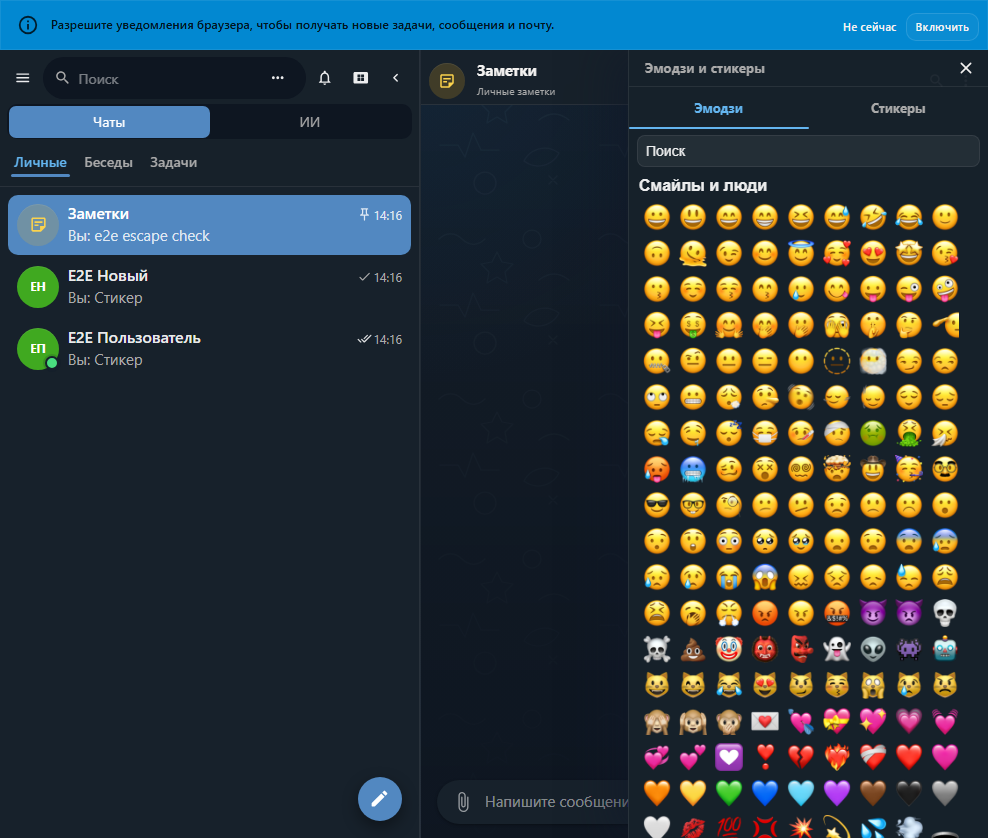 Разрешите уведомления браузера, чтобы получать новые задачи, сообщения и почту.
Не сейчас
Включить
Поиск
Чаты
ИИ
Личные
Беседы
Задачи
Заметки
14:16
Вы: e2e escape check
ЕН
E2E Новый
14:16
Вы: Стикер
ЕП
E2E Пользователь
14:16
Вы: Стикер
Заметки
Личные заметки
Напишите сообщени
Эмодзи и стикеры
Эмодзи
Стикеры
Поиск
Смайлы и люди